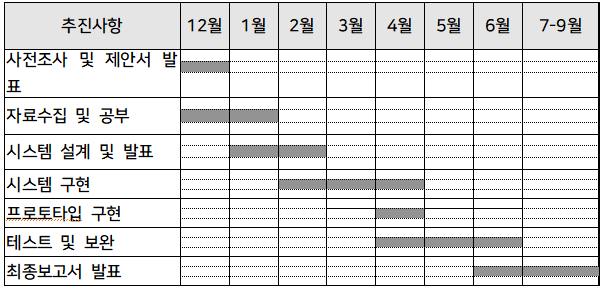 추진사항 12월 1월 2월 3월 4월 5월 6월 7-9월
사전조사 및 제안서 발
표
자료수집 및 공부
시스템 설계 및 발표
시스템 구현
프로토타입 구현
테스트 및 보완
최종보고서 발표